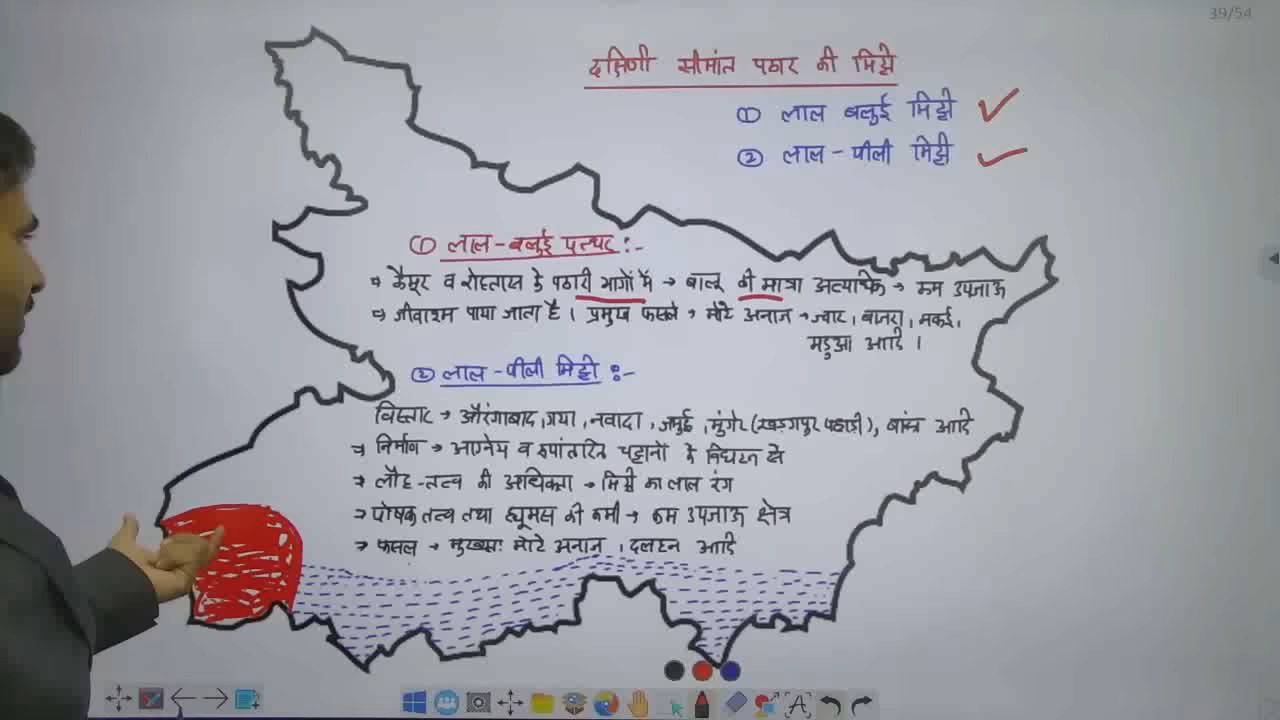 39/54
दक्षिणी सीमांत पठार की मिट्टी
① लाल बलुई मिट्टी
② लाल-पीली मिट्टी
① लाल-बलुई पत्थर :-
कैमूर व रोहतास के पठारी भागों में → बालू की मात्रा अत्यधिक → कम उपजाऊ
जीवाश्म पाया जाता है। प्रमुख फसले → मोटे अनाज → ज्वार, बाजरा, मकई,
मडुआ आदि।
② लाल-पीली मिट्टी :-
विस्तार → औरंगाबाद, गया, नवादा, जमुई, मुंगेर (खड़गपुर पहाड़ी), बांका आदि
→ निर्माण → आग्नेय व रूपांतरित चट्टानों के विघटन से
→ लौह-तत्व की अधिकता → मिट्टी का लाल रंग
→ पोषक तत्व तथा ह्यूमस की कमी → कम उपजाऊ क्षेत्र
→ फसल → मुख्यतः मोटे अनाज, दलहन आदि